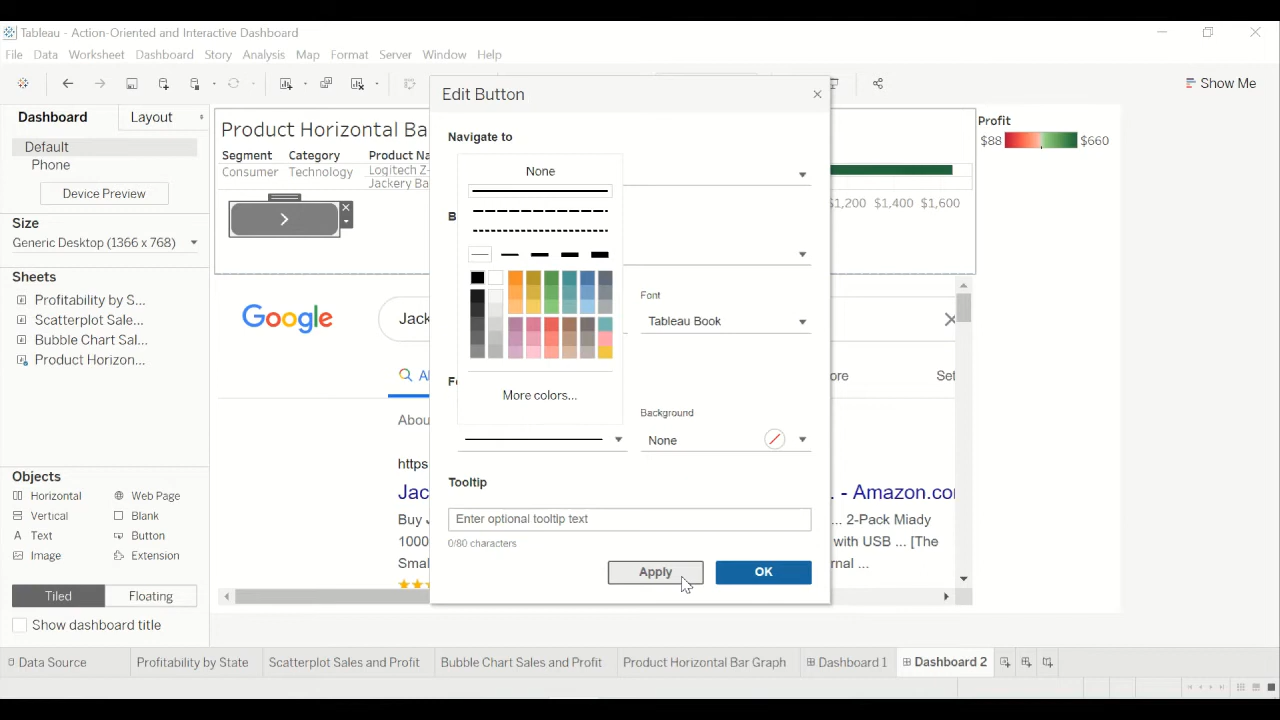 Tableau - Action-Oriented and Interactive Dashboard
File Data Worksheet Dashboard Story Analysis Map Format Server Window Help
Show Me
Dashboard Layout
Default
Phone
Device Preview
Size
Generic Desktop (1366 x 768)
Sheets
Profitability by S...
Scatterplot Sale...
Bubble Chart Sal...
Product Horizon...
Objects
Horizontal Web Page
Vertical Blank
Text Button
Image Extension
Tiled Floating
Show dashboard title
Product Horizontal Ba
Segment Category Product Na
Consumer Technology Logitech Z-
Jackery Ba
$1,200 $1,400 $1,600
Profit
$88 $660
Google
Jack
ore Set
Abou
https
Jac - Amazon.co
Buy J ... 2-Pack Miady
1000 with USB ... [The
Smal ernal ...
Edit Button
Navigate to
None
B
Font
Tableau Book
Fo
More colors...
Background
None
Tooltip
Enter optional tooltip text
0/80 characters
Apply OK
Data Source Profitability by State Scatterplot Sales and Profit Bubble Chart Sales and Profit Product Horizontal Bar Graph Dashboard 1 Dashboard 2